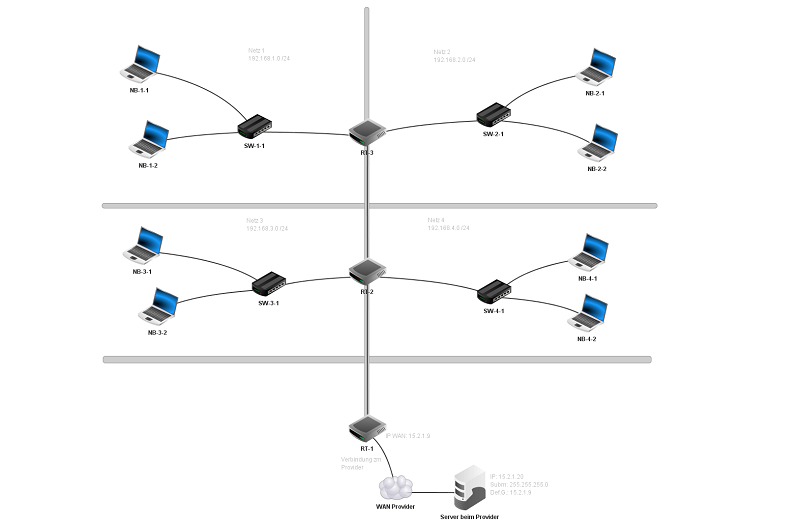 Netz 1
192.168.1.0 /24
Netz 2
192.168.2.0 /24
NB-1-1
NB-2-1
SW-1-1
SW-2-1
RT-3
NB-1-2
NB-2-2
Netz 3
192.168.3.0 /24
Netz 4
192.168.4.0 /24
NB-3-1
NB-4-1
RT-2
SW-3-1
SW-4-1
NB-3-2
NB-4-2
IP WAN: 15.2.1.9
RT-1
Verbindung zm
Provider
IP: 15.2.1.20
Subnt: 255.255.255.0
Def G.: 15.2.1.9
WAN Provider
Server beim Provider